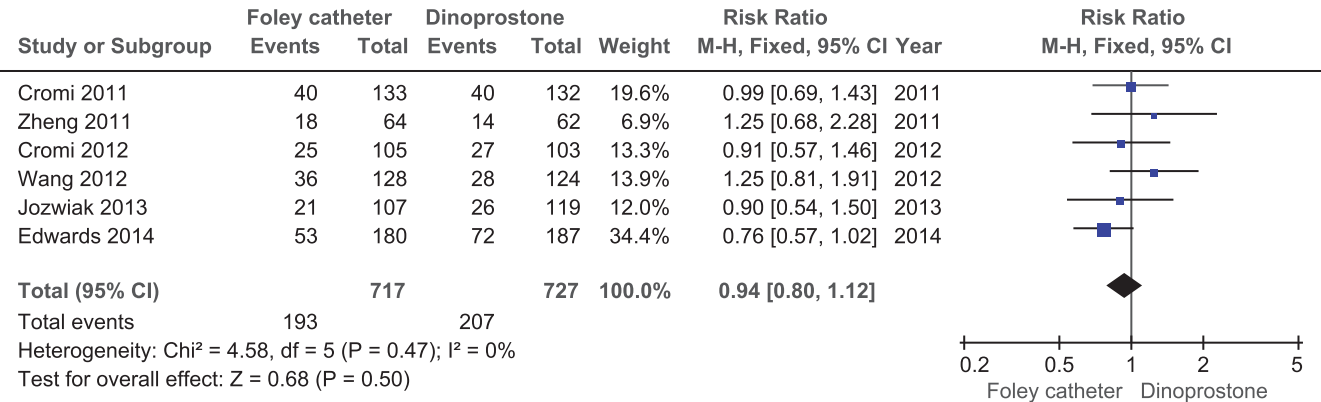 Foley catheter Dinoprostone Risk Ratio Risk Ratio
Study or Subgroup Events Total Events Total Weight M-H, Fixed, 95% CI Year M-H, Fixed, 95% CI
Cromi 2011 40 133 40 132 19.6% 0.99 [0.69, 1.43] 2011
Zheng 2011 18 64 14 62 6.9% 1.25 [0.68, 2.28] 2011
Cromi 2012 25 105 27 103 13.3% 0.91 [0.57, 1.46] 2012
Wang 2012 36 128 28 124 13.9% 1.25 [0.81, 1.91] 2012
Jozwiak 2013 21 107 26 119 12.0% 0.90 [0.54, 1.50] 2013
Edwards 2014 53 180 72 187 34.4% 0.76 [0.57, 1.02] 2014
Total (95% CI) 717 727 100.0% 0.94 [0.80, 1.12]
Total events 193 207
Heterogeneity: Chi² = 4.58, df = 5 (P = 0.47); I² = 0%
Test for overall effect: Z = 0.68 (P = 0.50)
0.2 0.5 1 2 5
Foley catheter Dinoprostone